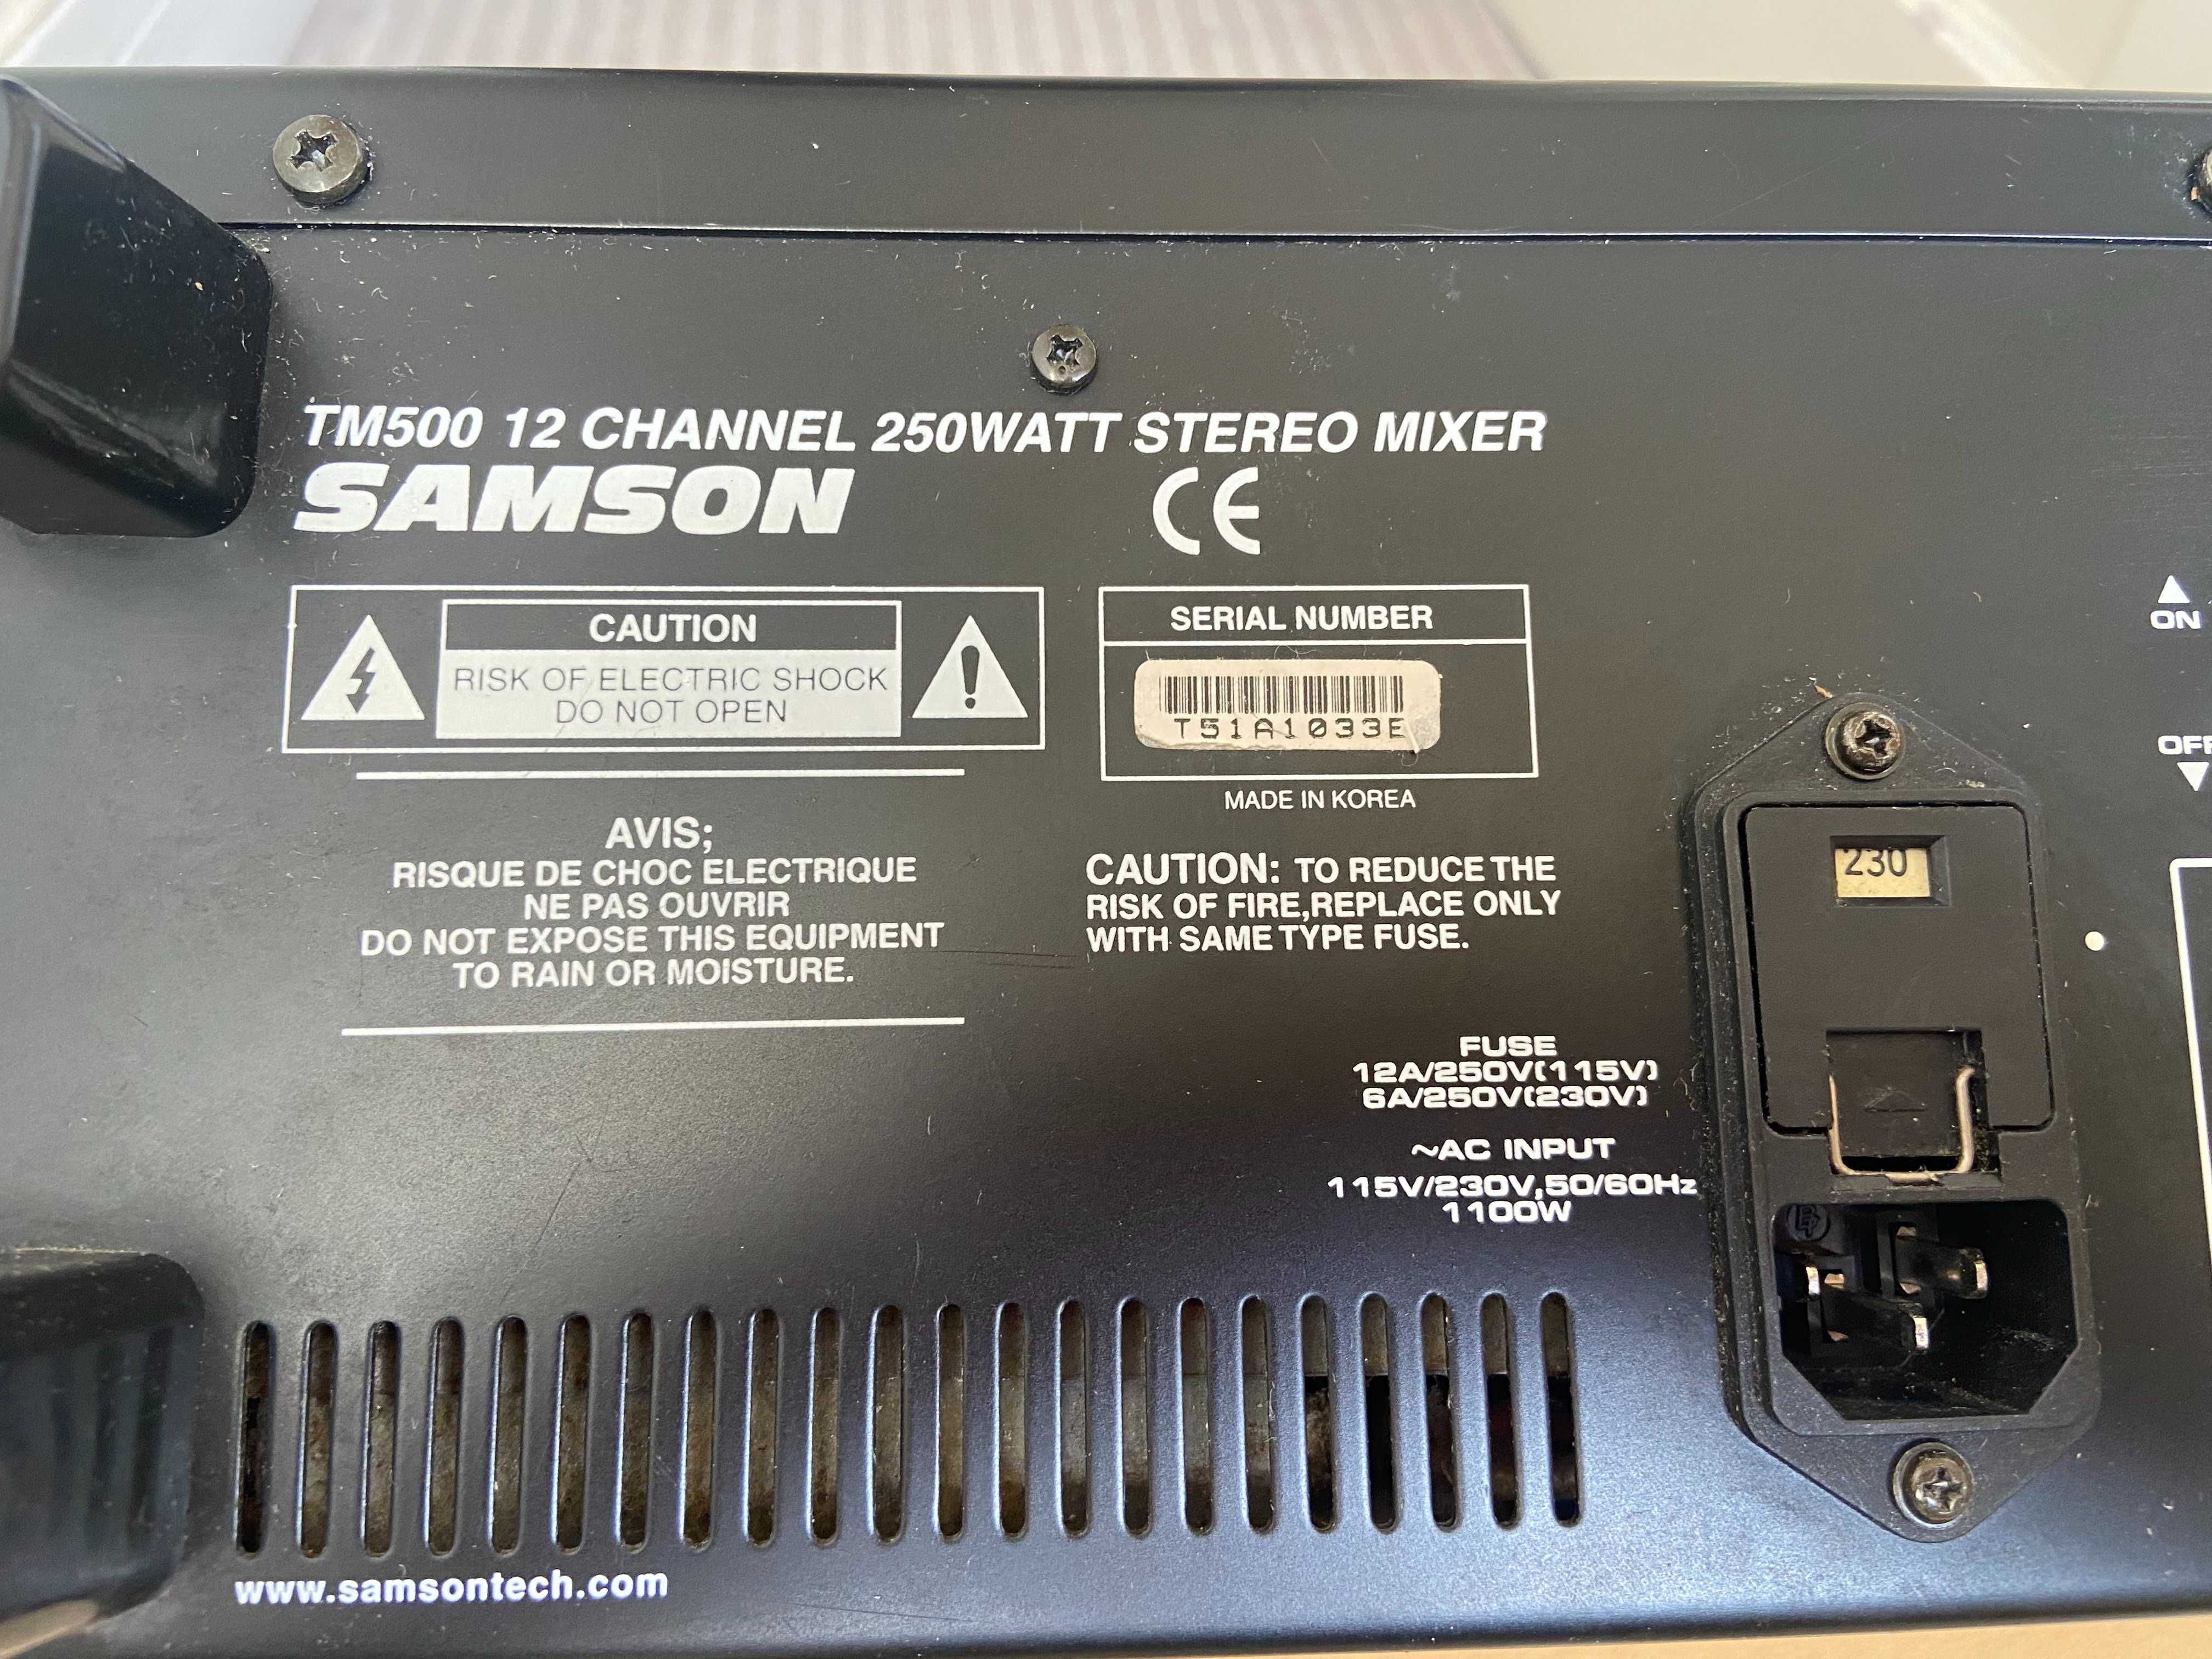 TM500 12 CHANNEL 250WATT STEREO MIXER
SAMSON
CE
CAUTION
RISK OF ELECTRIC SHOCK
DO NOT OPEN
SERIAL NUMBER
T51A1033E
MADE IN KOREA
AVIS;
RISQUE DE CHOC ELECTRIQUE
NE PAS OUVRIR
DO NOT EXPOSE THIS EQUIPMENT
TO RAIN OR MOISTURE.
CAUTION: TO REDUCE THE
RISK OF FIRE,REPLACE ONLY
WITH SAME TYPE FUSE.
FUSE
12A/250V(115V)
6A/250V(230V)
~AC INPUT
115V/230V,50/60Hz
1100W
230
ON
OFF
www.samsontech.com